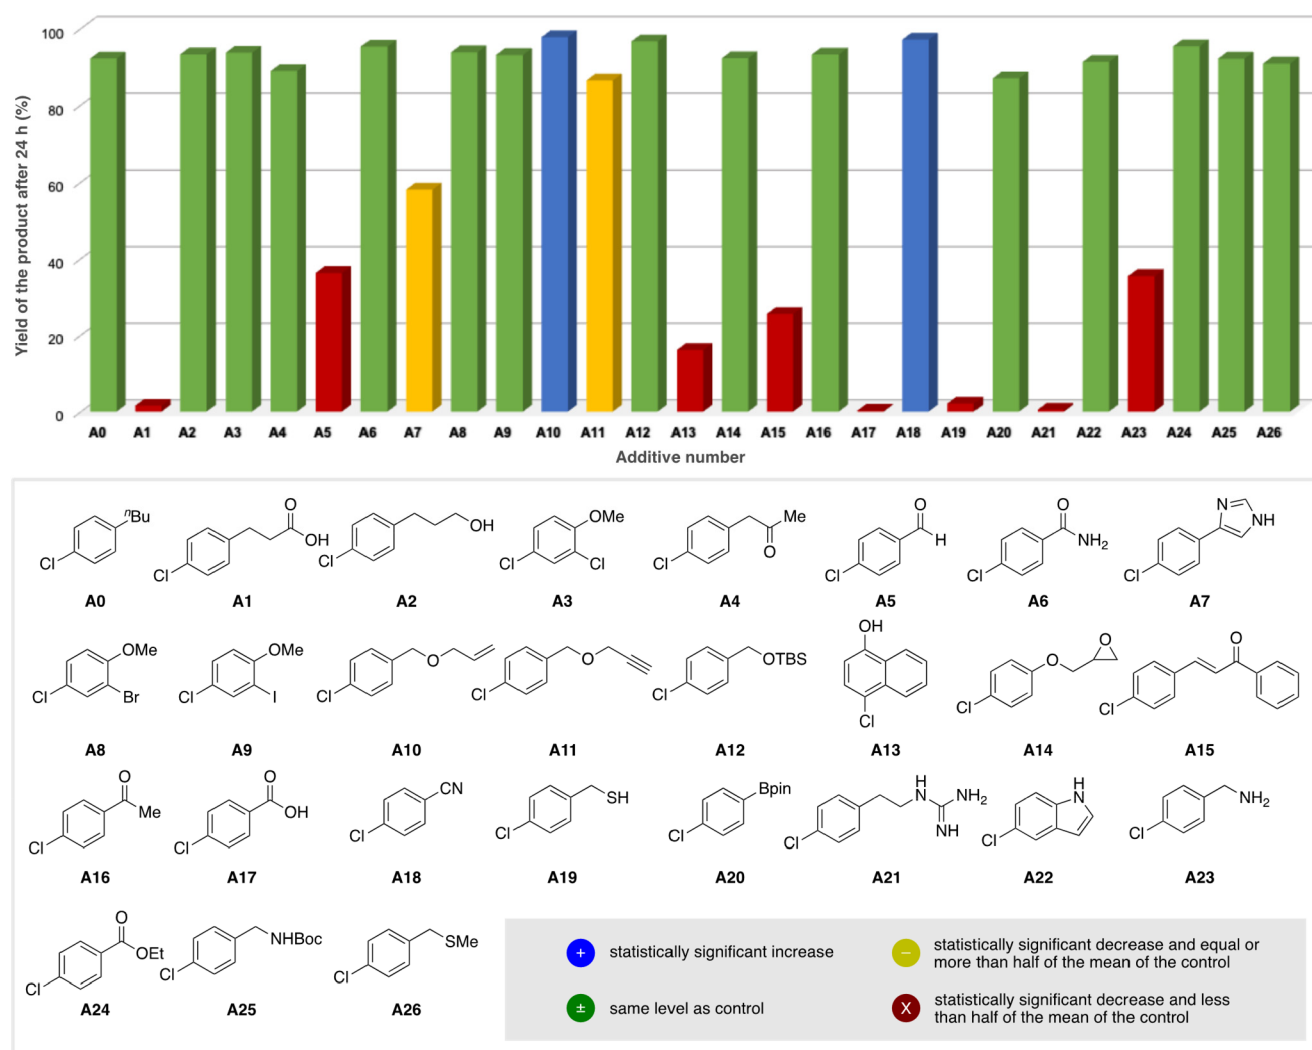 Yield of the product after 24 h (%)
100
80
60
40
20
0
A0 A1 A2 A3 A4 A5 A6 A7 A8 A9 A10 A11 A12 A13 A14 A15 A16 A17 A18 A19 A20 A21 A22 A23 A24 A25 A26
Additive number
nBu
Cl
A0
O
OH
Cl
A1
OH
Cl
A2
OMe
Cl
Cl
A3
Me
O
Cl
A4
O
H
Cl
A5
O
NH2
Cl
A6
N
NH
Cl
A7
OMe
Cl
Br
A8
OMe
Cl
I
A9
O
Cl
A10
O
Cl
A11
OTBS
Cl
A12
OH
Cl
A13
O
O
Cl
A14
O
Cl
A15
O
Me
Cl
A16
O
OH
Cl
A17
CN
Cl
A18
SH
Cl
A19
Bpin
Cl
A20
H
N
NH2
NH
Cl
A21
H
N
Cl
A22
NH2
Cl
A23
O
OEt
Cl
A24
NHBoc
Cl
A25
SMe
Cl
A26
+ statistically significant increase
± same level as control
− statistically significant decrease and equal or
more than half of the mean of the control
X statistically significant decrease and less
than half of the mean of the control